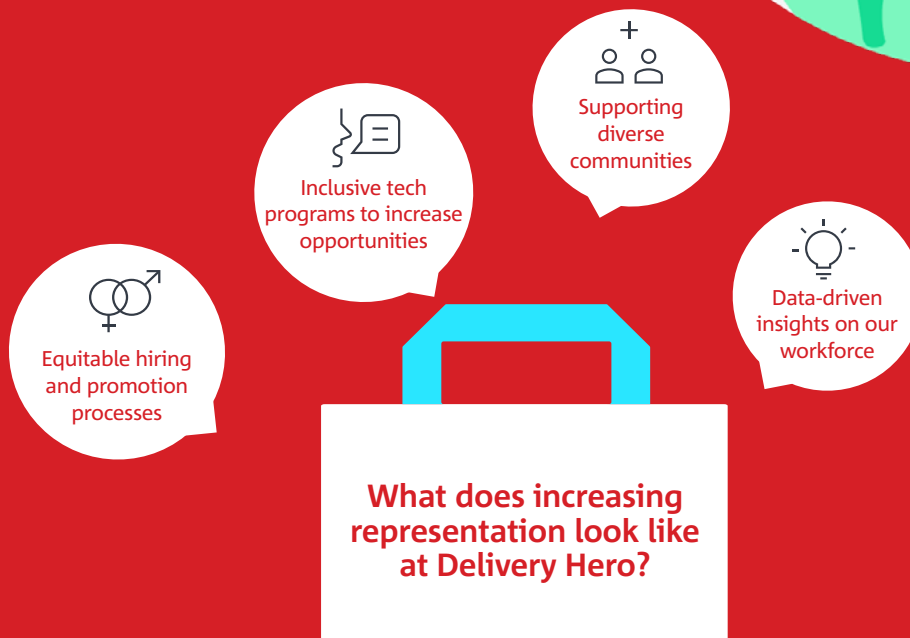 Supporting
diverse
communities
Inclusive tech
programs to increase
opportunities
Data-driven
insights on our
workforce
Equitable hiring
and promotion
processes
What does increasing
representation look like
at Delivery Hero?